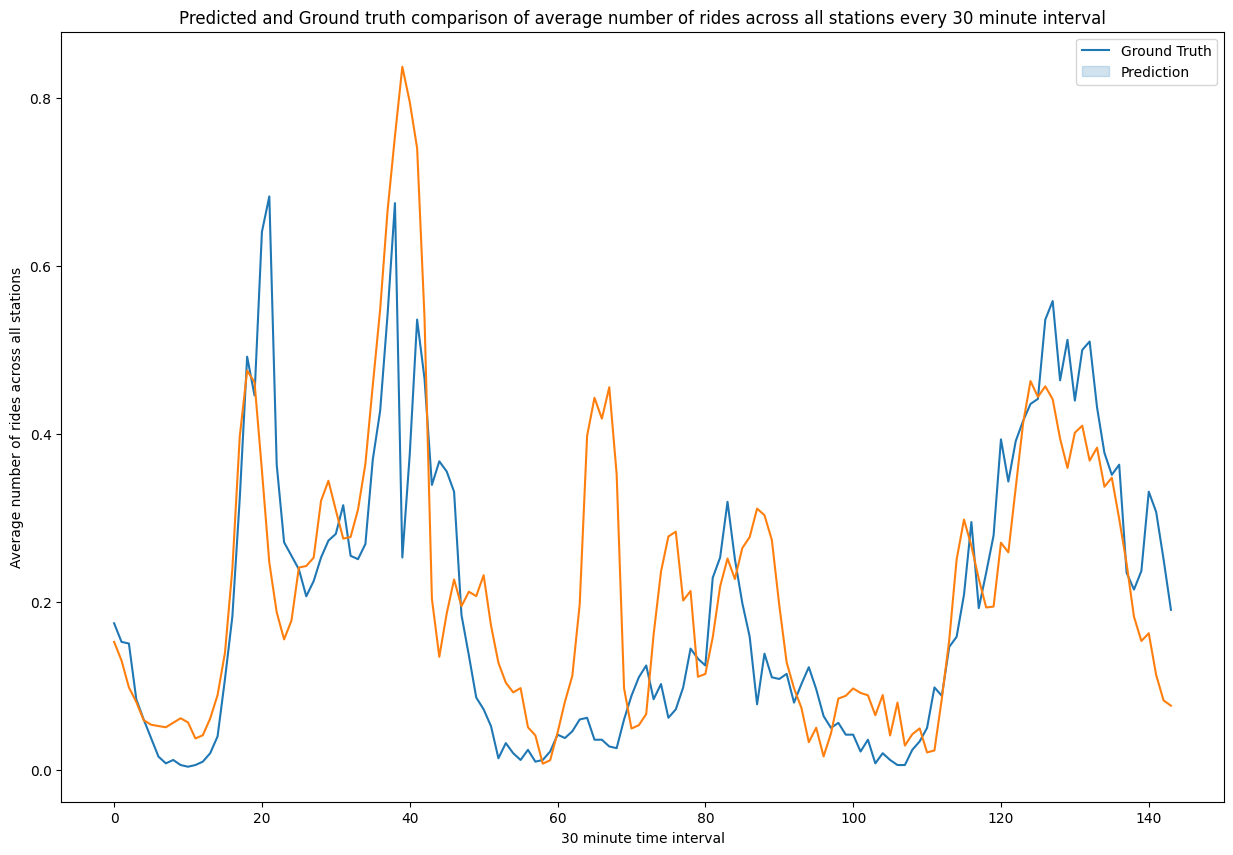 Predicted and Ground truth comparison of average number of rides across all stations every 30 minute interval
Ground Truth
Prediction
Average number of rides across all stations
0.8
0.6
0.4
0.2
0.0
0 20 40 60 80 100 120 140
30 minute time interval